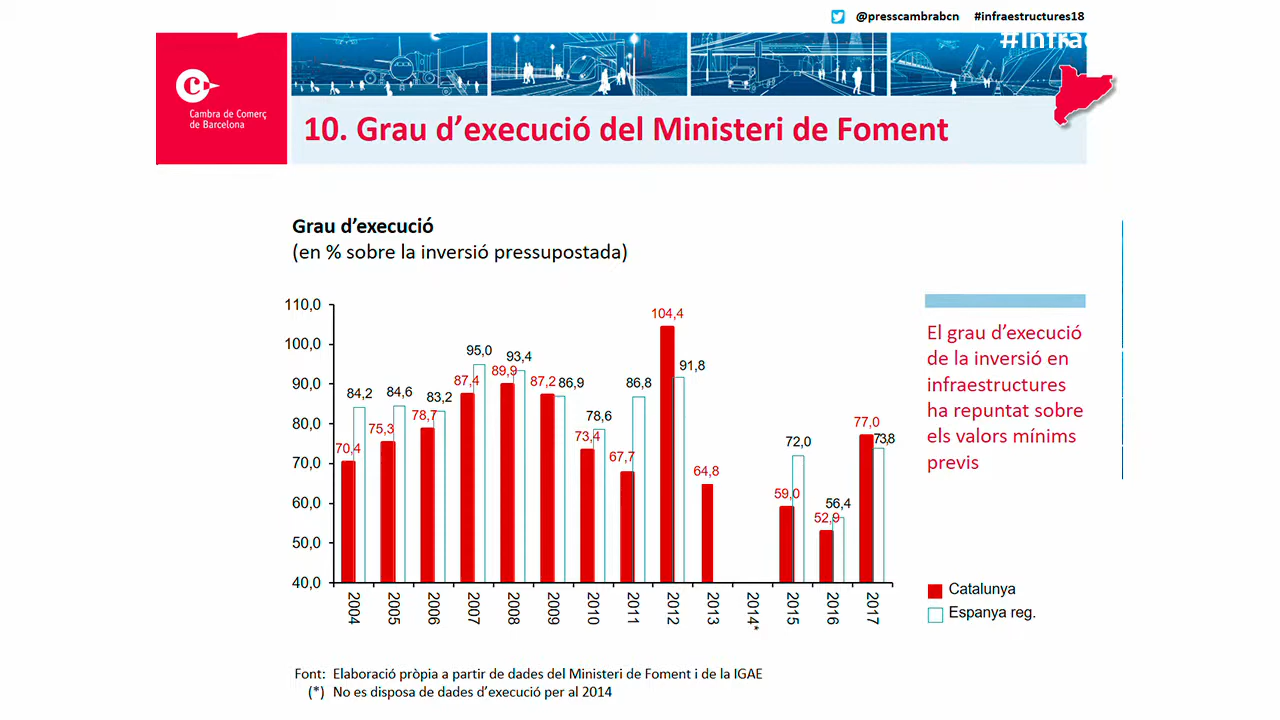 @presscambrabcn #infraestructures18
Cambra de Comerç
de Barcelona
10. Grau d'execució del Ministeri de Foment
Grau d'execució
(en % sobre la inversió pressupostada)
110,0
100,0
90,0
80,0
70,0
60,0
50,0
40,0
70,4 84,2
75,3 84,6
78,7 83,2
87,4 95,0
89,9 93,4
87,2 86,9
73,4 78,6
67,7 86,8
104,4 91,8
64,8
59,0 72,0
52,9 56,4
77,0 73,8
2004 2005 2006 2007 2008 2009 2010 2011 2012 2013 2014* 2015 2016 2017
El grau d'execució
de la inversió en
infraestructures
ha repuntat sobre
els valors mínims
previs
Catalunya
Espanya reg.
Font: Elaboració pròpia a partir de dades del Ministeri de Foment i de la IGAE
(*) No es disposa de dades d'execució per al 2014